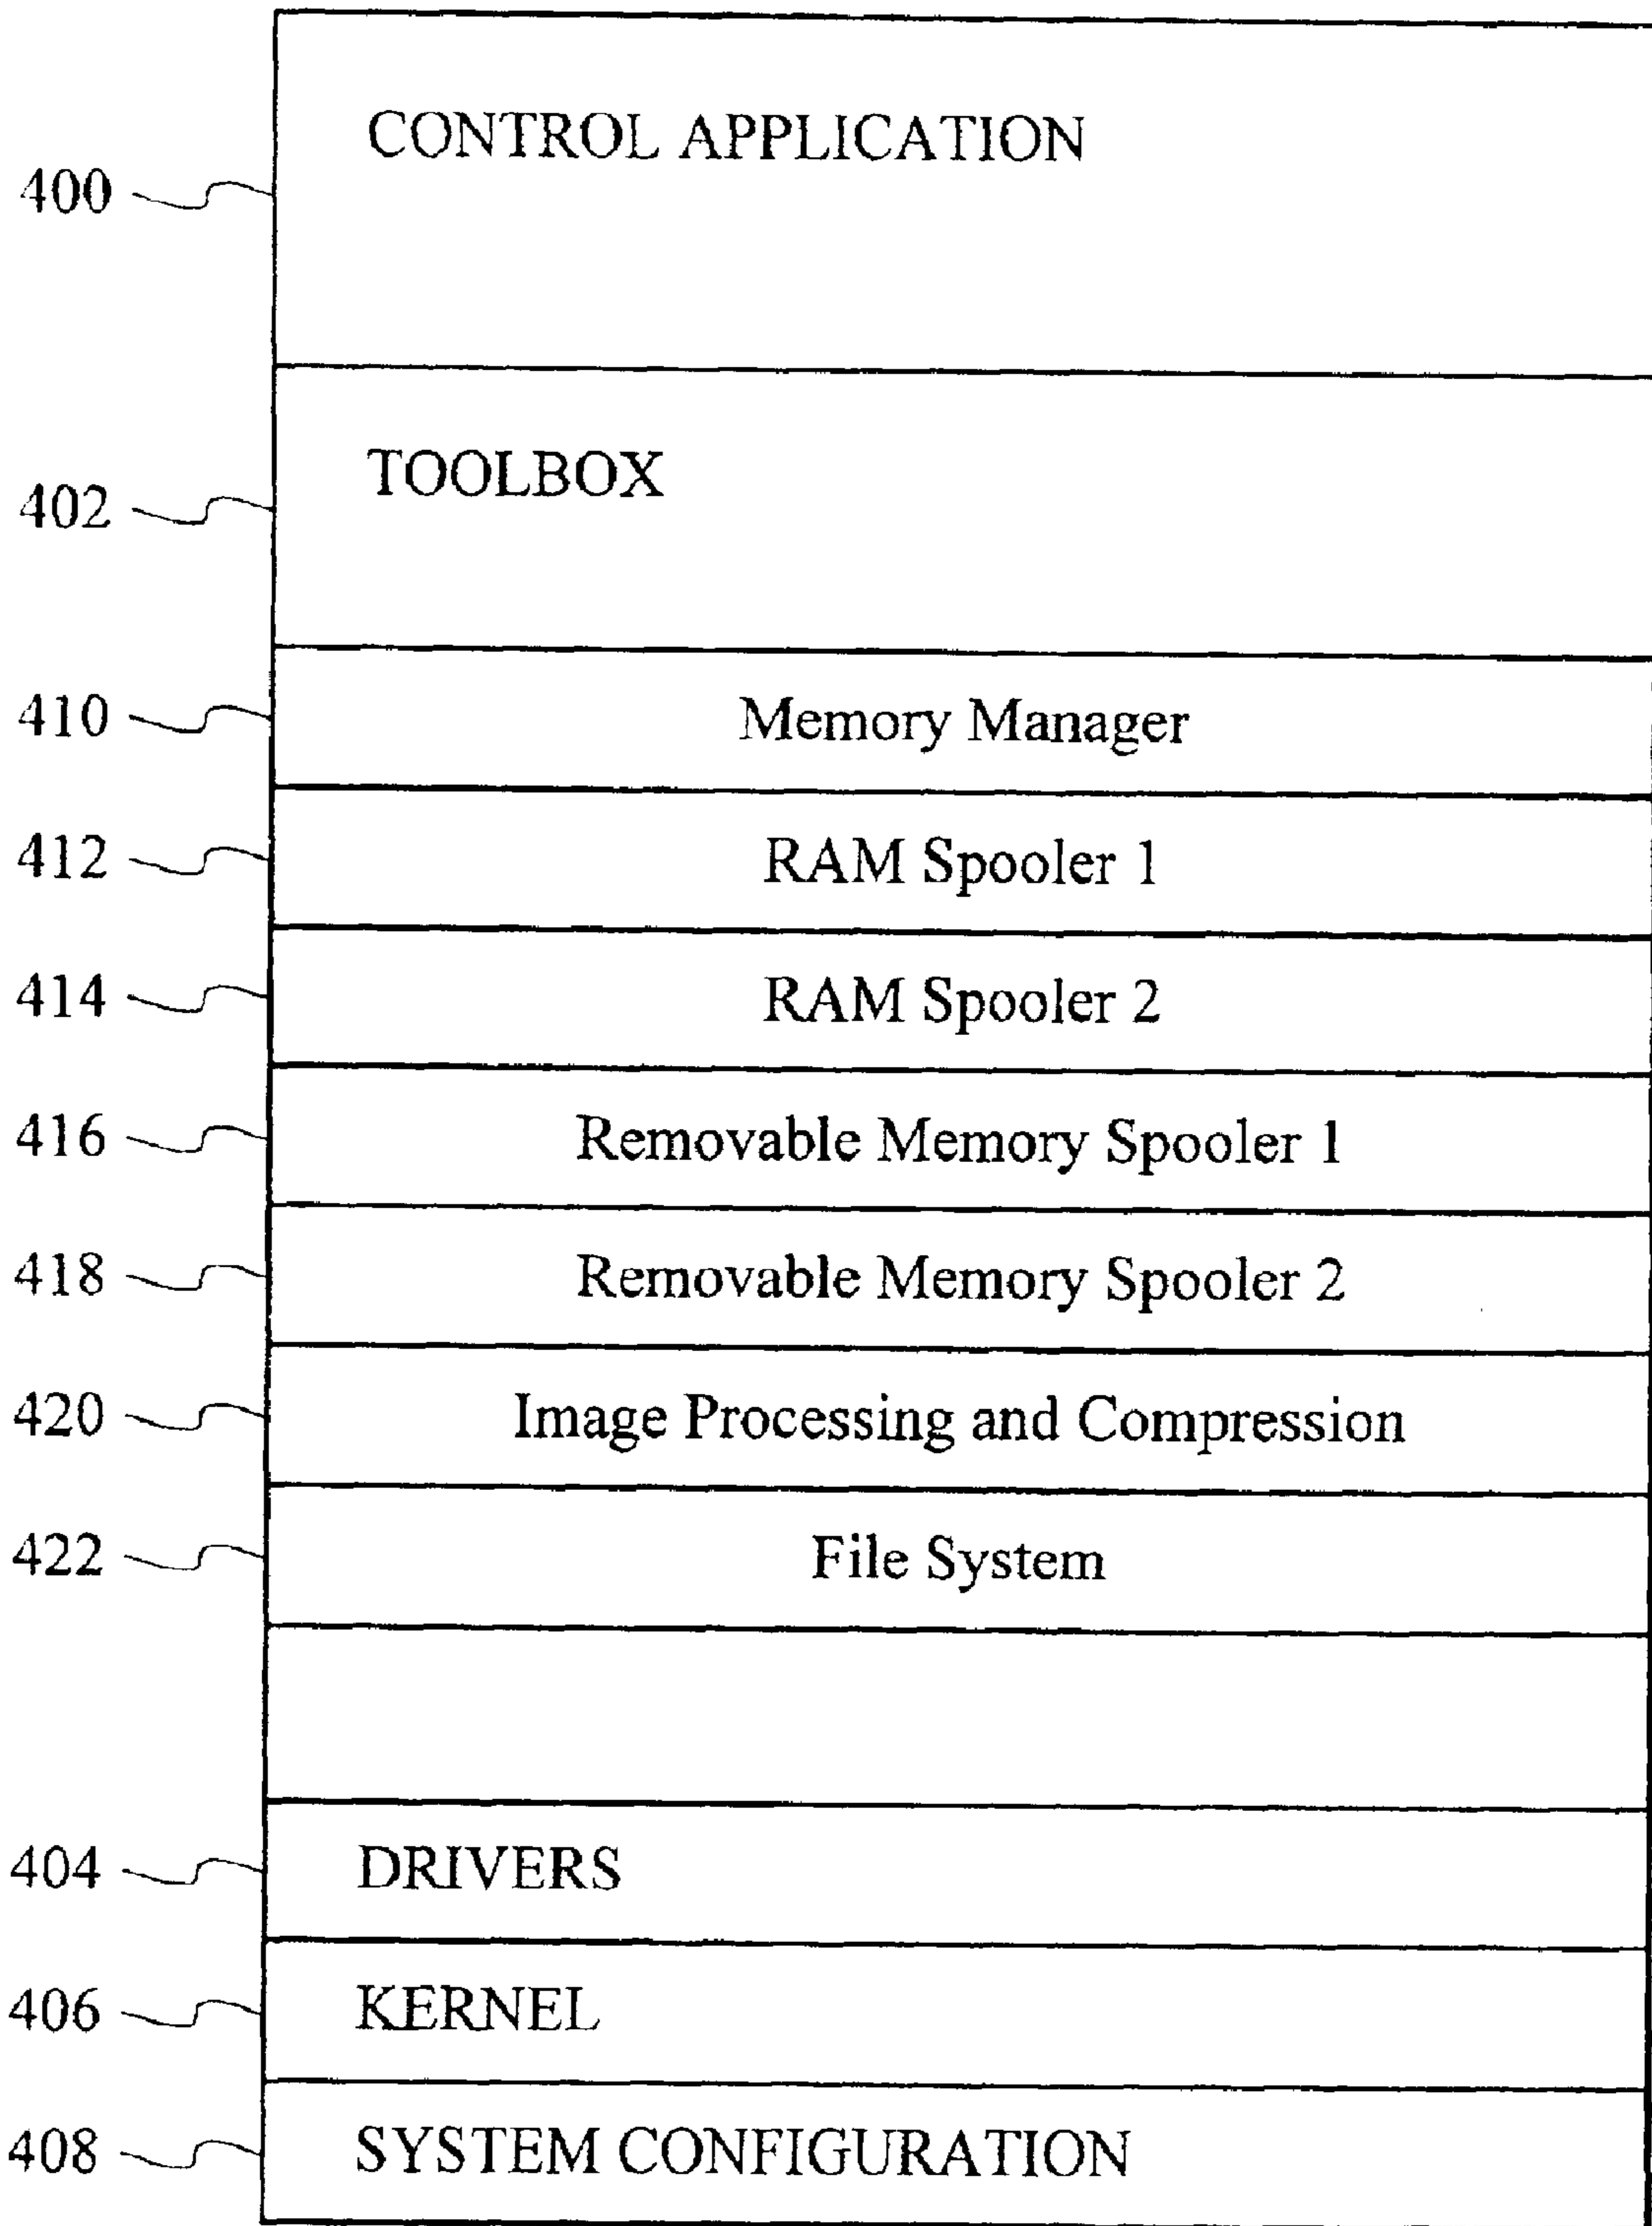 CONTROL APPLICATION
400
TOOLBOX
402
410 Memory Manager
412 RAM Spooler 1
414 RAM Spooler 2
416 Removable Memory Spooler 1
418 Removable Memory Spooler 2
420 Image Processing and Compression
422 File System
404 DRIVERS
406 KERNEL
408 SYSTEM CONFIGURATION